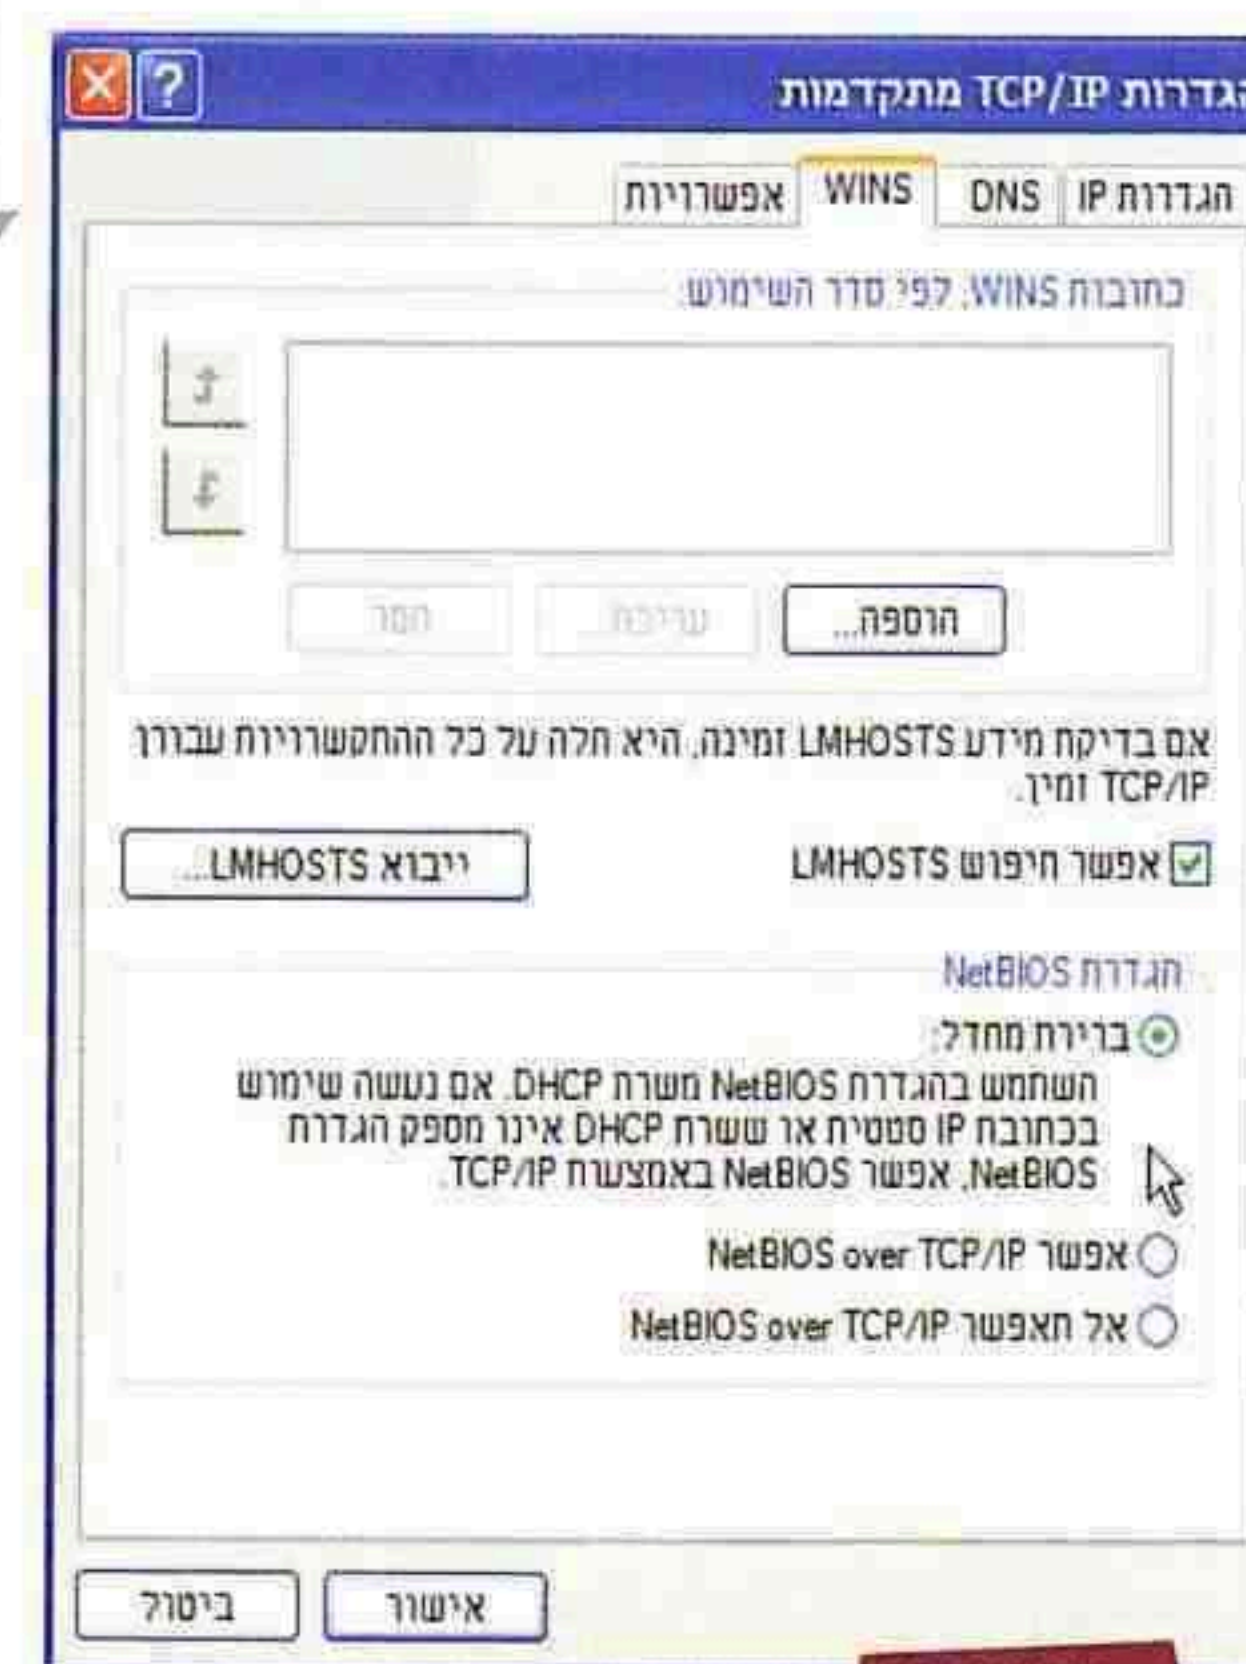 הגדרות TCP/IP מתקדמות
הגדרות IP
DNS
WINS
אפשרויות
כתובות WINS, לפי סדר השימוש:
הוספה...
עריכת...
הסר
אם בדיקת מידע LMHOSTS זמינה, היא חלה על כל ההתקשרויות עבורן
TCP/IP זמין.
אפשר חיפוש LMHOSTS
ייבוא LMHOSTS...
הגדרת NetBIOS
ברירת מחדל:
השתמש בהגדרת NetBIOS משרת DHCP. אם נעשה שימוש
בכתובת IP סטטית או ששרת DHCP אינו מספק הגדרת
NetBIOS, אפשר NetBIOS באמצעות TCP/IP.
אפשר NetBIOS over TCP/IP
אל תאפשר NetBIOS over TCP/IP
אישור
ביטול